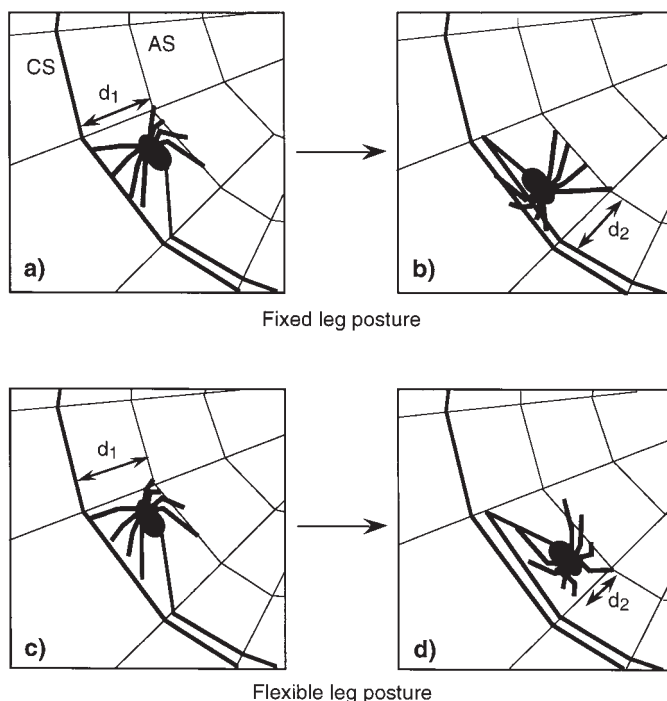 CS
AS
d1
a)
b)
d2
Fixed leg posture
d1
c)
d)
d2
Flexible leg posture